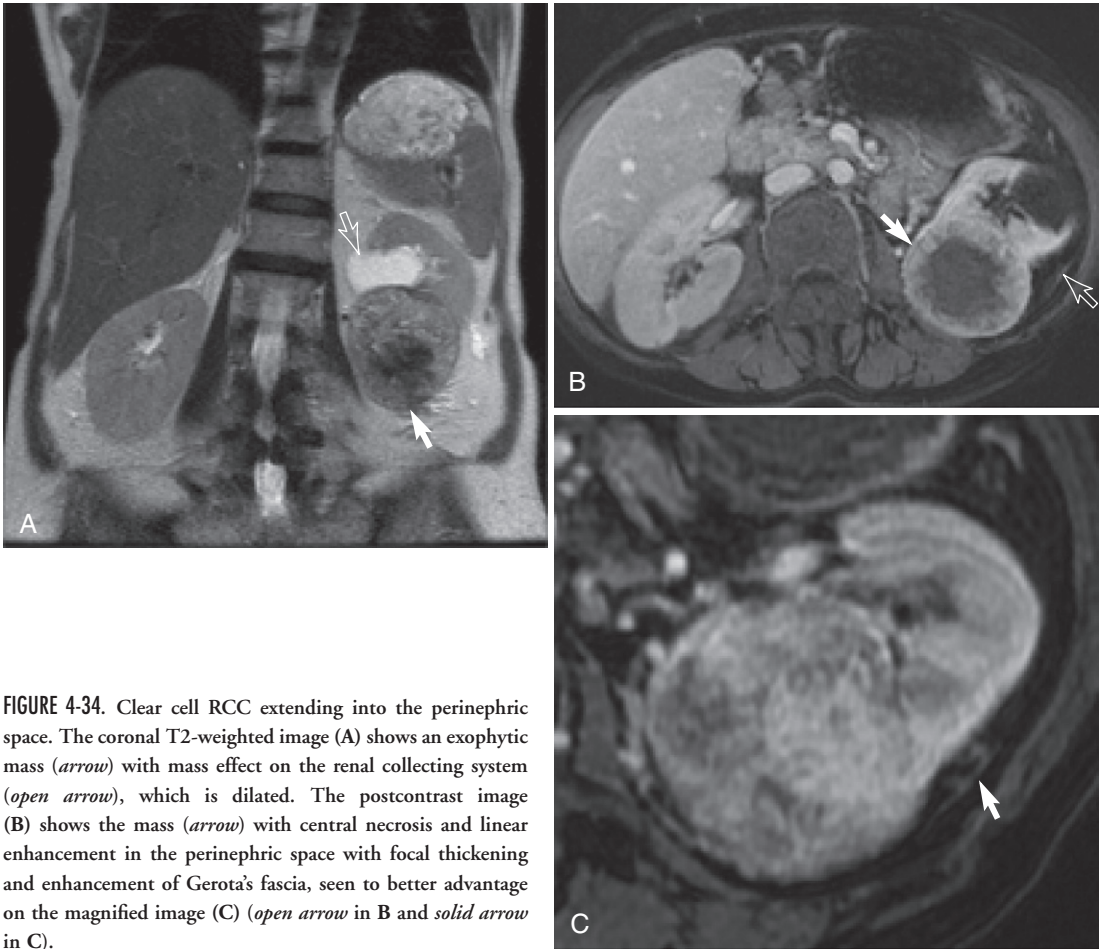 A
B
C
FIGURE 4-34. Clear cell RCC extending into the perinephric
space. The coronal T2-weighted image (A) shows an exophytic
mass (arrow) with mass effect on the renal collecting system
(open arrow), which is dilated. The postcontrast image
(B) shows the mass (arrow) with central necrosis and linear
enhancement in the perinephric space with focal thickening
and enhancement of Gerota's fascia, seen to better advantage
on the magnified image (C) (open arrow in B and solid arrow
in C).